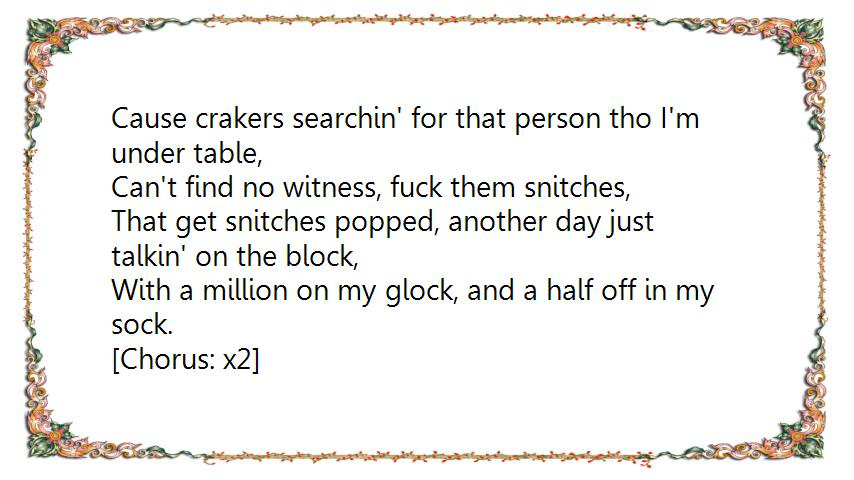 Cause crakers searchin' for that person tho I'm
under table,
Can't find no witness, fuck them snitches,
That get snitches popped, another day just
talkin' on the block,
With a million on my glock, and a half off in my
sock.
[Chorus: x2]